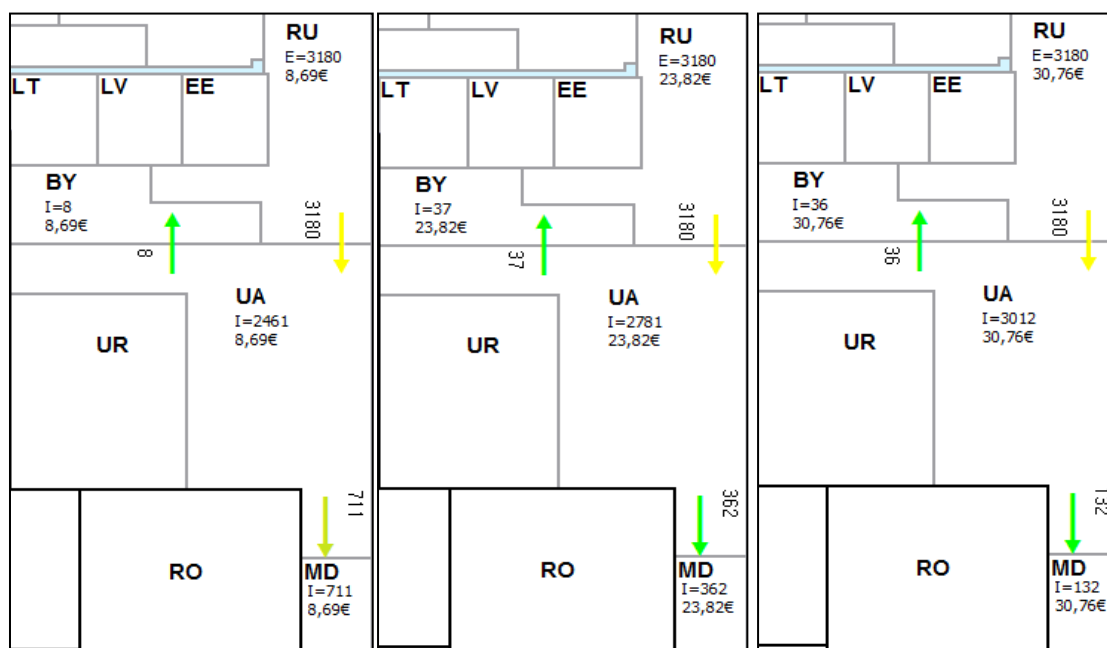 RU
E=3180
8,69€
LT LV EE
BY
I=8
8,69€
3180
8
UA
I=2461
8,69€
UR
711
RO
MD
I=711
8,69€
RU
E=3180
23,82€
LT LV EE
BY
I=37
23,82€
3180
37
UA
I=2781
23,82€
UR
362
RO
MD
I=362
23,82€
RU
E=3180
30,76€
LT LV EE
BY
I=36
30,76€
3180
36
UA
I=3012
30,76€
UR
132
RO
MD
I=132
30,76€